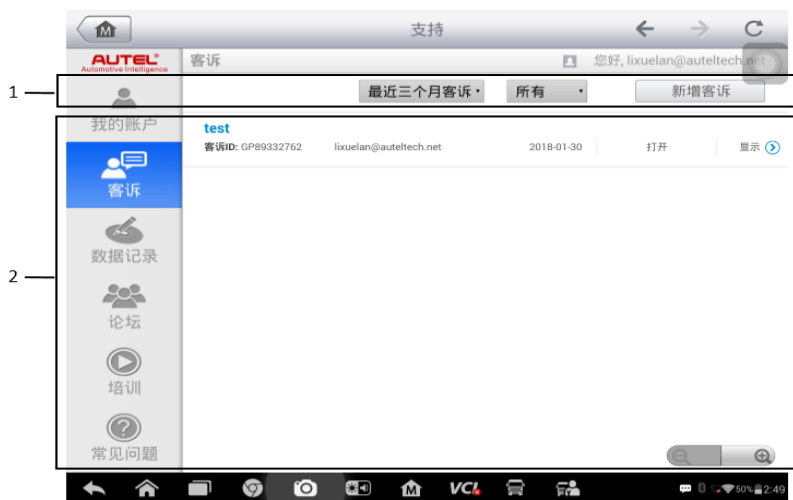 支持
AUTEL®
Automotive Intelligence
客诉
您好, lixuelan@auteltech.net
1
最近三个月客诉
所有
新增客诉
我的账户
test
客诉ID: GP89332762 lixuelan@auteltech.net 2018-01-30 打开 显示
客诉
数据记录
2
论坛
培训
常见问题
M VCI 50% 2:49